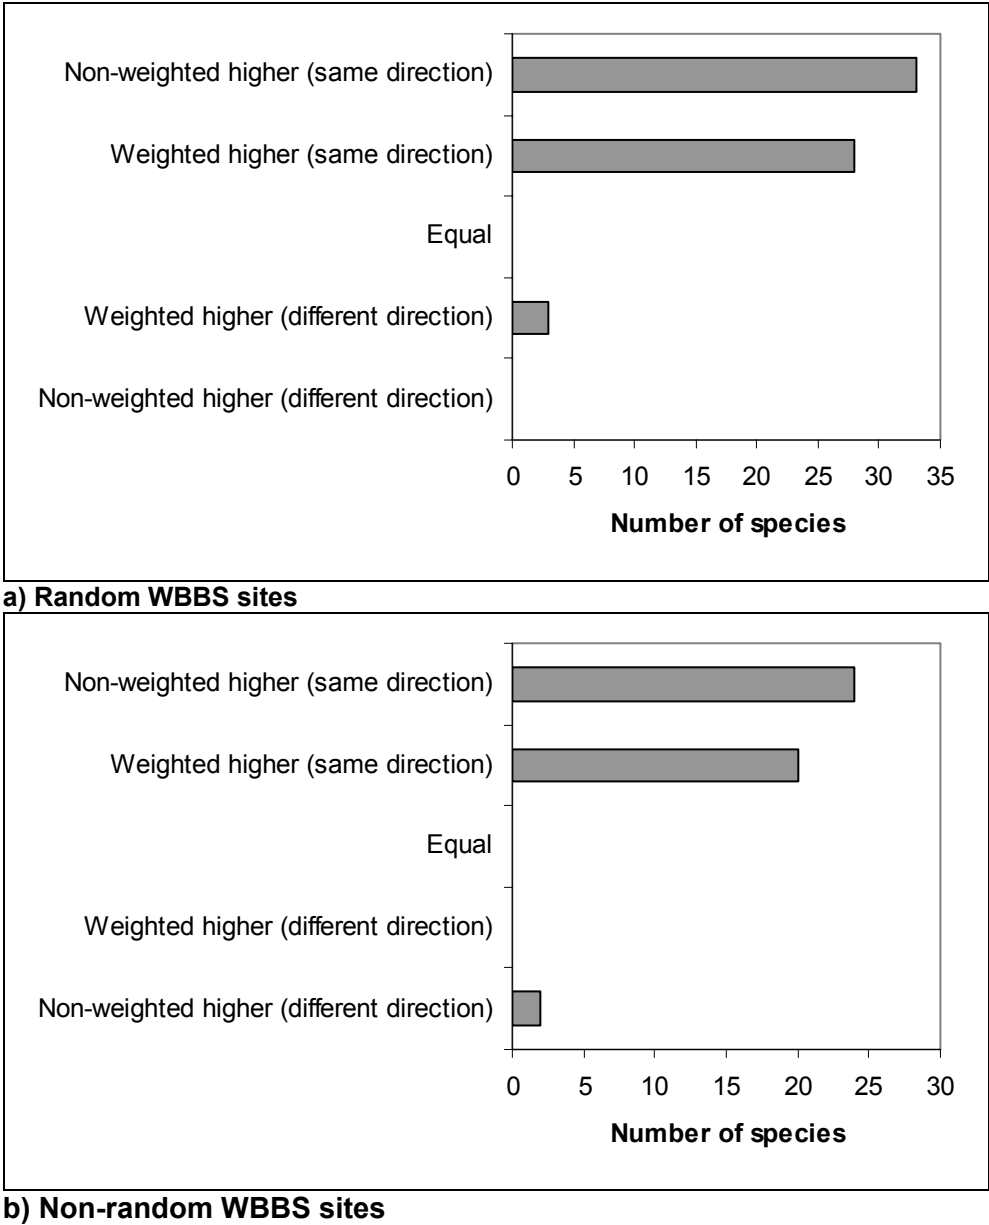 Non-weighted higher (same direction)
Weighted higher (same direction)
Equal
Weighted higher (different direction)
Non-weighted higher (different direction)
0 5 10 15 20 25 30 35
Number of species
a) Random WBBS sites
Non-weighted higher (same direction)
Weighted higher (same direction)
Equal
Weighted higher (different direction)
Non-weighted higher (different direction)
0 5 10 15 20 25 30
Number of species
b) Non-random WBBS sites